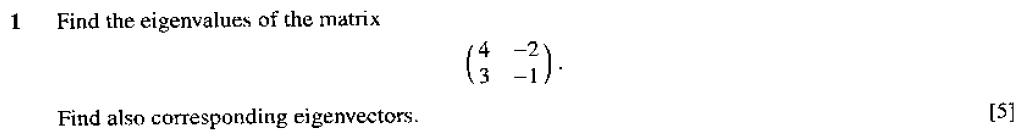 1 Find the eigenvalues of the matrix
( 4 -2
3 -1 ).
Find also corresponding eigenvectors. [5]